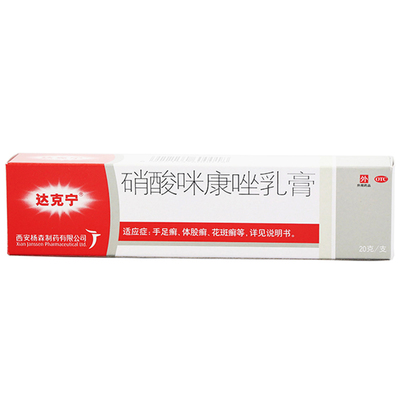 达克宁®
硝酸咪康唑乳膏
外
OTC
西安杨森制药有限公司
Xian Janssen Pharmaceutical Ltd.
适应症：手足癣、体股癣、花斑癣等，详见说明书。
20克/支